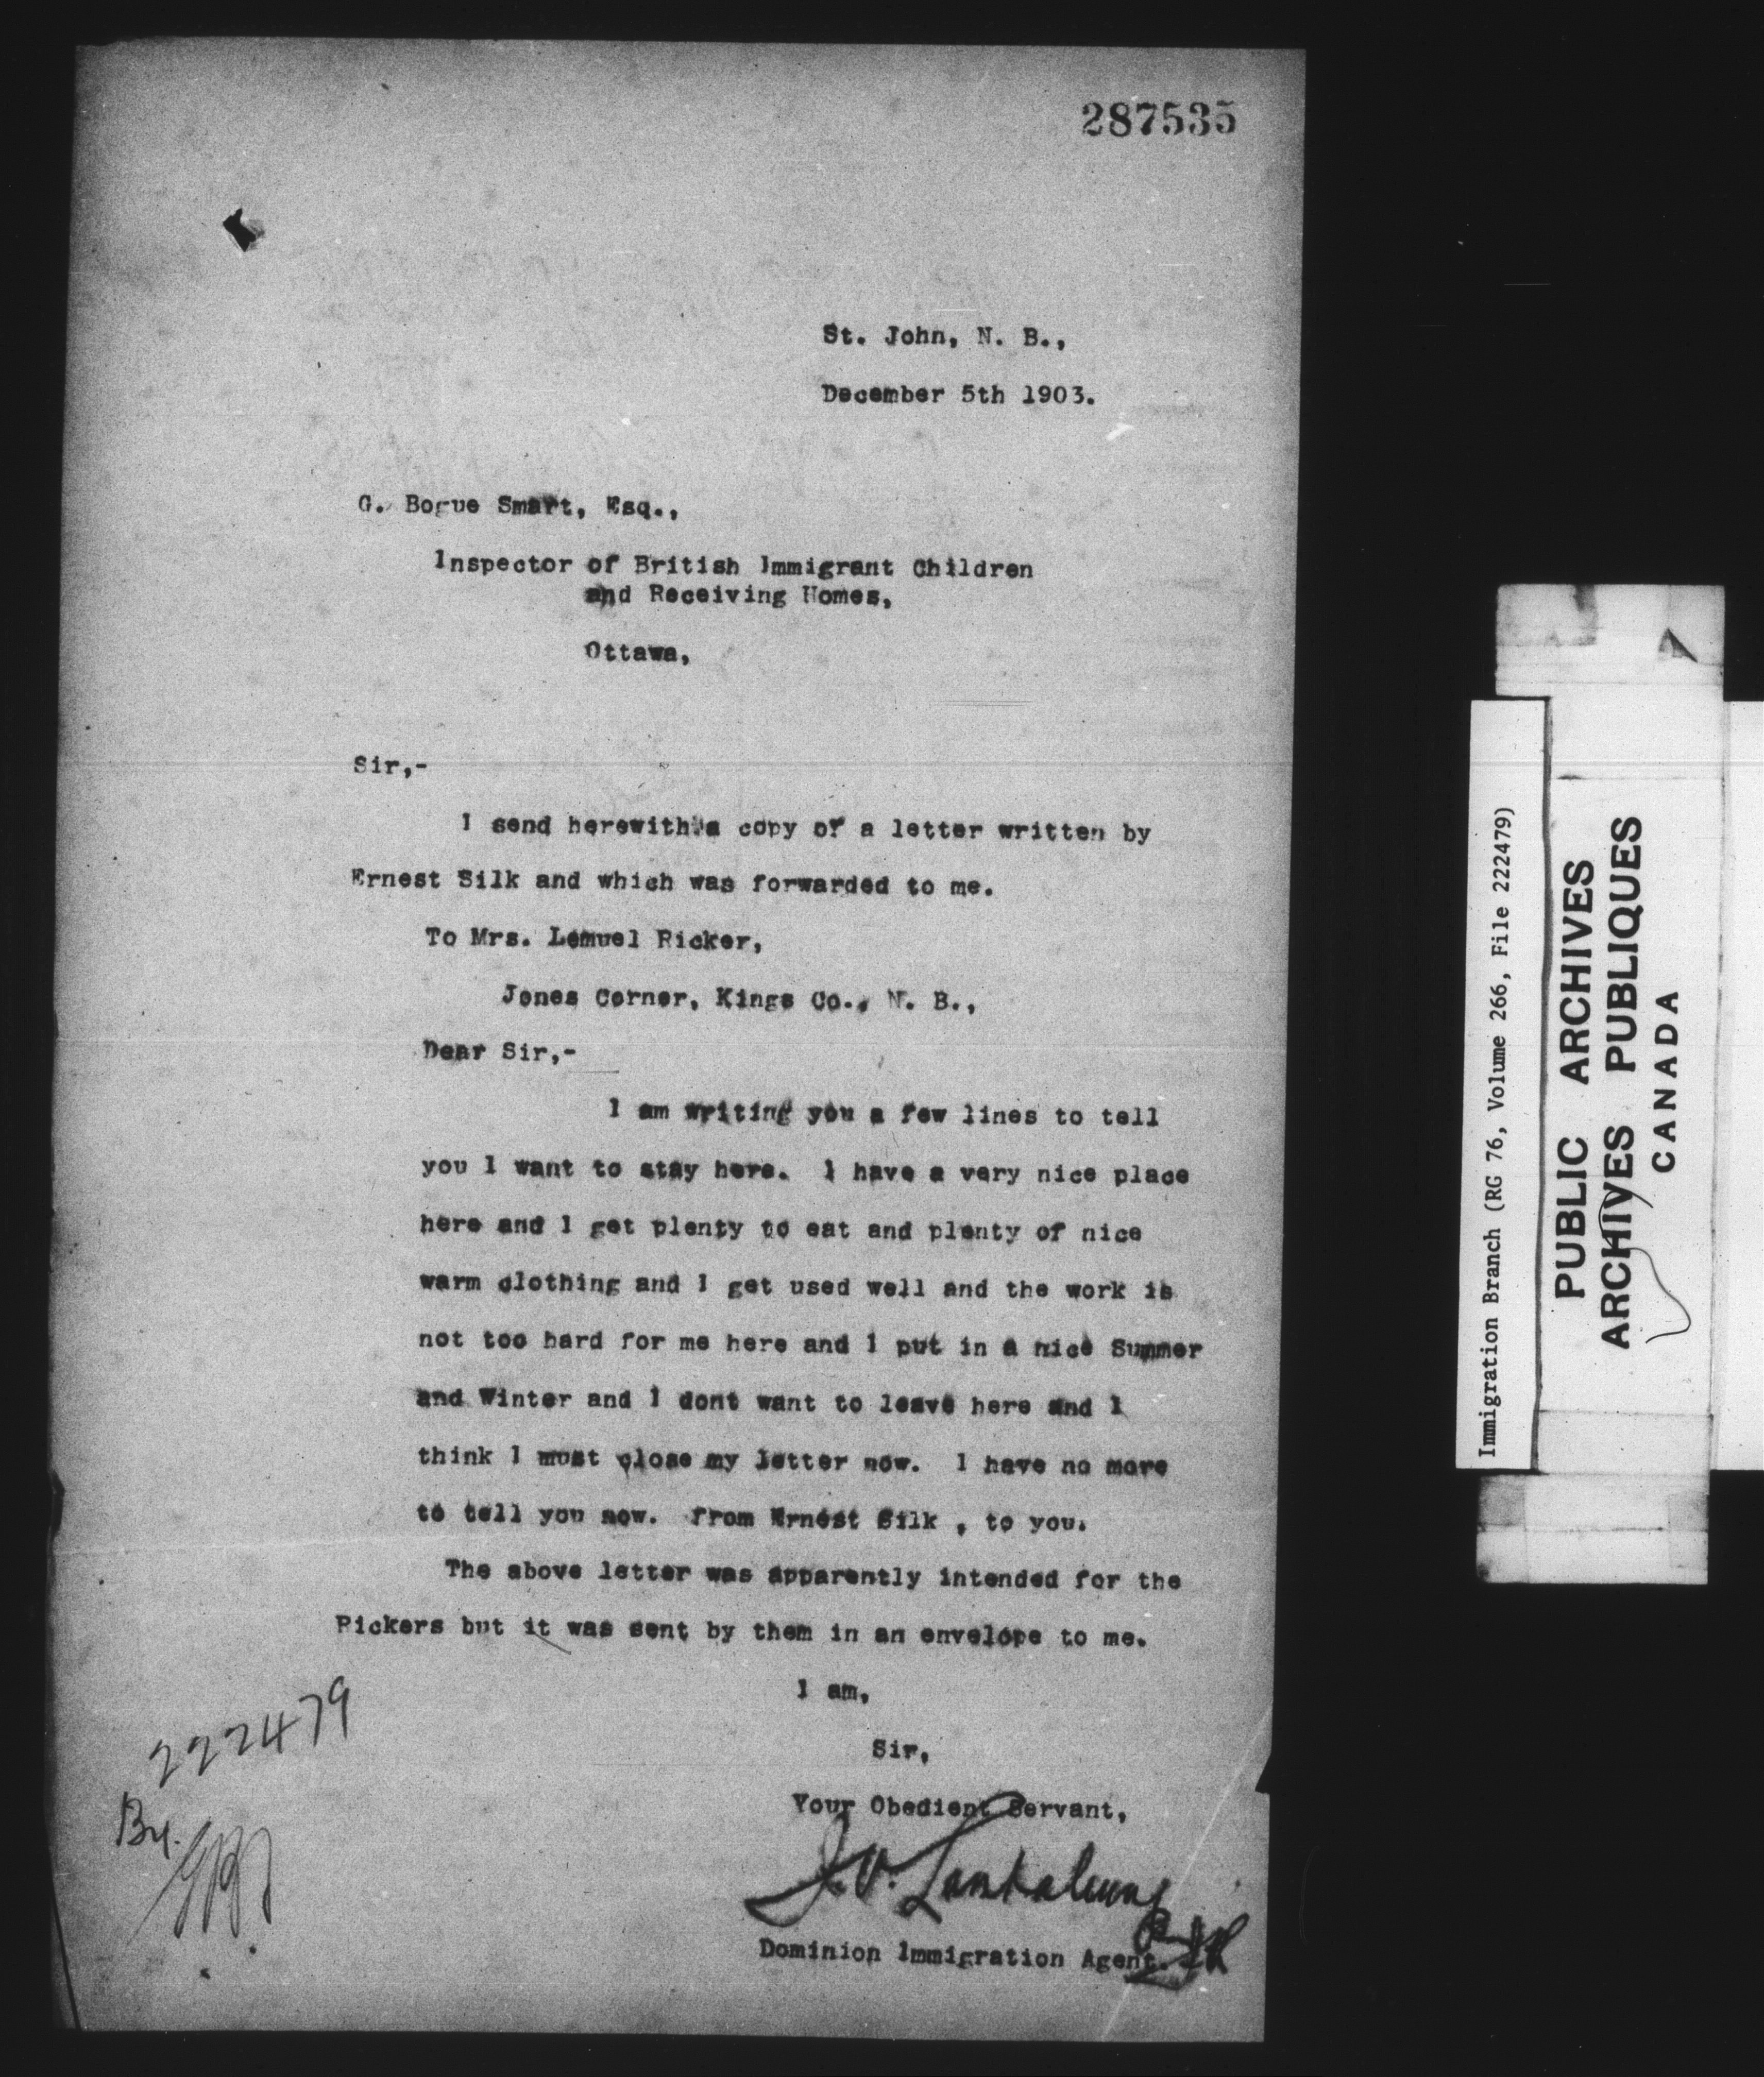 287535
St. John, N. B.,
December 5th 1903.
G. Bogue Smart, Esq.,
Inspector of British Immigrant Children
and Receiving Homes,
Ottawa,
Sir,-
I send herewith a copy of a letter written by
Ernest Silk and which was forwarded to me.
To Mrs. Lemuel Ricker,
Jones Corner, Kings Co., N. B.,
Dear Sir,-
I am writing you a few lines to tell
you I want to stay here. I have a very nice place
here and I get plenty to eat and plenty of nice
warm clothing and I get used well and the work is
not too hard for me here and I put in a nice Summer
and Winter and I dont want to leave here and I
think I must close my letter now. I have no more
to tell you now. from Ernest Silk , to you.
The above letter was apparently intended for the
Rickers but it was sent by them in an envelope to me.
I am,
Sir,
Your Obedient Servant,
Dominion Immigration Agent.
222479
Immigration Branch (RG 76, Volume 266, File 222479)
PUBLIC ARCHIVES
ARCHIVES PUBLIQUES
CANADA